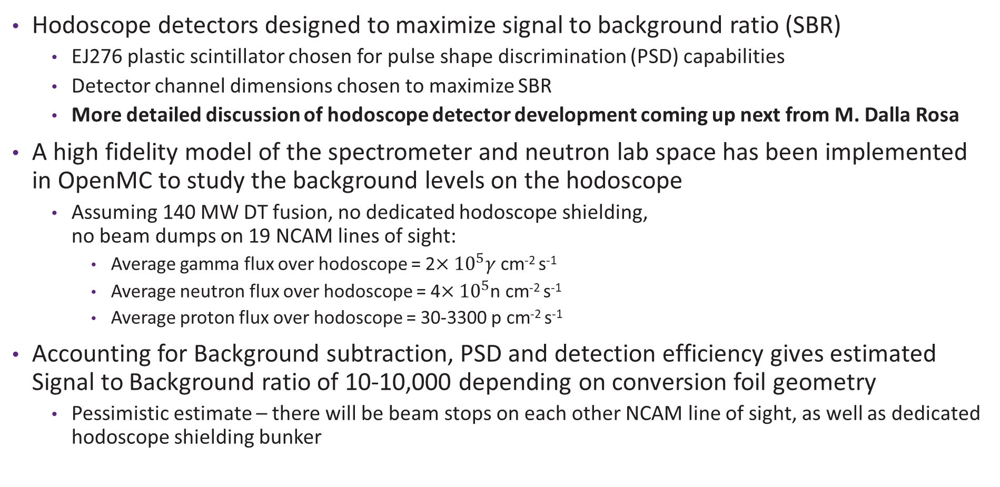 • Hodoscope detectors designed to maximize signal to background ratio (SBR)
• EJ276 plastic scintillator chosen for pulse shape discrimination (PSD) capabilities
• Detector channel dimensions chosen to maximize SBR
• More detailed discussion of hodoscope detector development coming up next from M. Dalla Rosa
• A high fidelity model of the spectrometer and neutron lab space has been implemented
in OpenMC to study the background levels on the hodoscope
• Assuming 140 MW DT fusion, no dedicated hodoscope shielding,
no beam dumps on 19 NCAM lines of sight:
• Average gamma flux over hodoscope = 2× 10⁵γ cm⁻² s⁻¹
• Average neutron flux over hodoscope = 4× 10⁵n cm⁻² s⁻¹
• Average proton flux over hodoscope = 30-3300 p cm⁻² s⁻¹
• Accounting for Background subtraction, PSD and detection efficiency gives estimated
Signal to Background ratio of 10-10,000 depending on conversion foil geometry
• Pessimistic estimate – there will be beam stops on each other NCAM line of sight, as well as dedicated
hodoscope shielding bunker